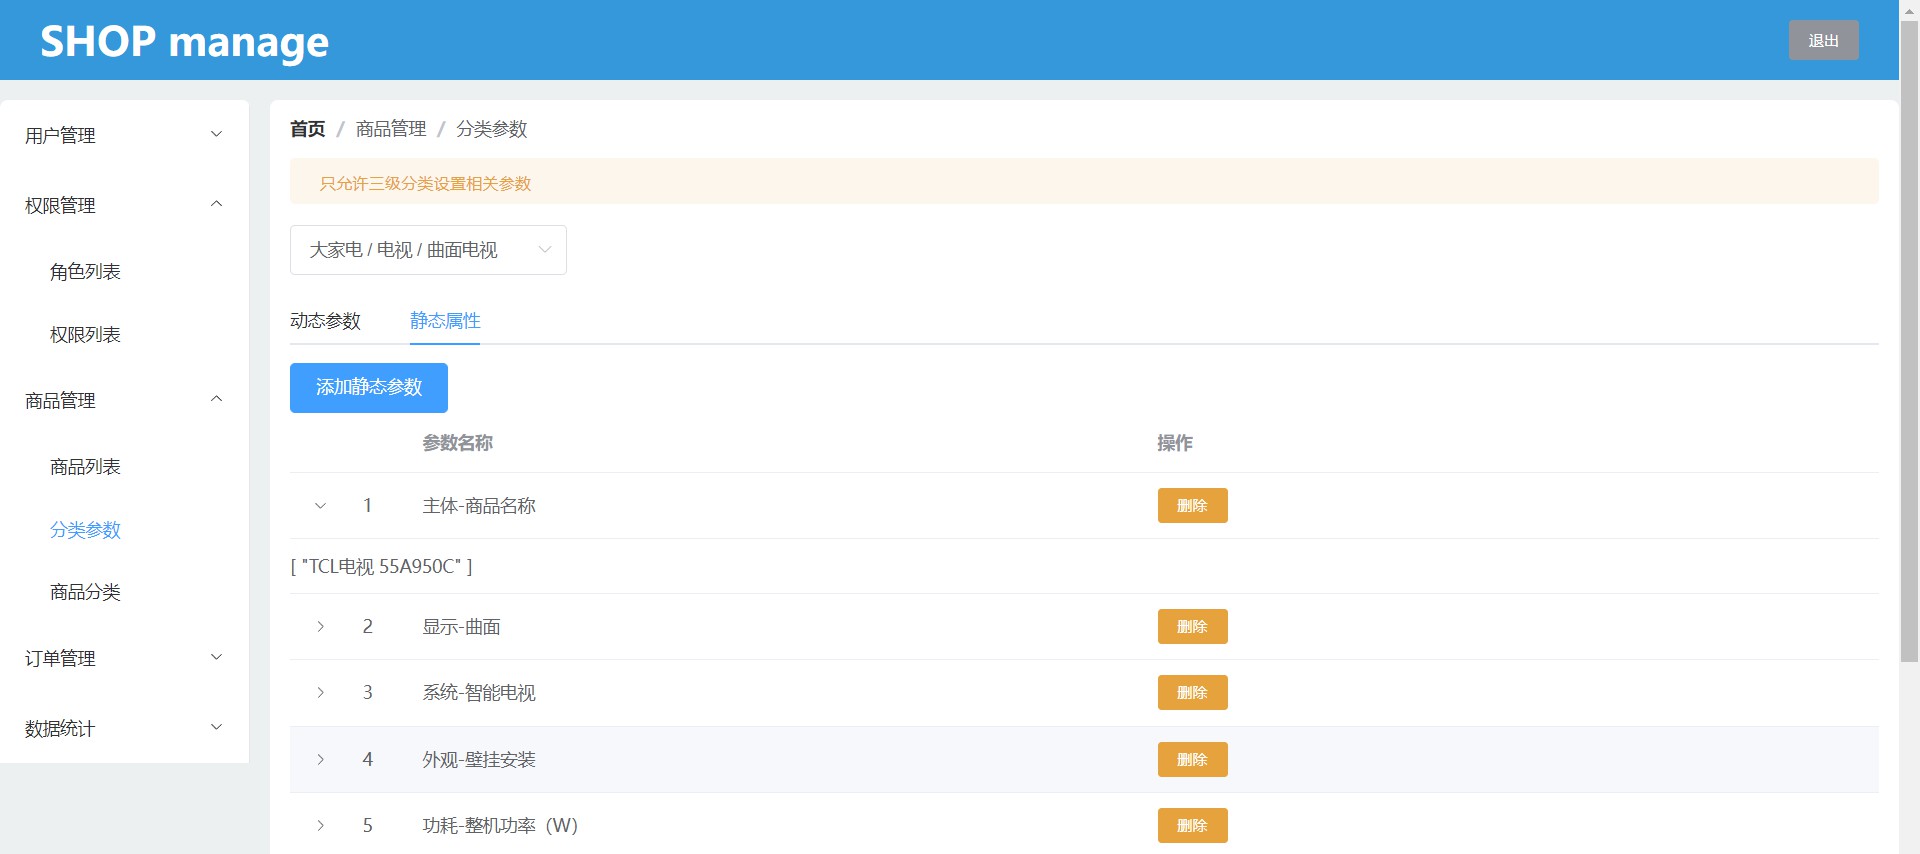 SHOP manage
退出
用户管理
权限管理
角色列表
权限列表
商品管理
商品列表
分类参数
商品分类
订单管理
数据统计
首页 / 商品管理 / 分类参数
只允许三级分类设置相关参数
大家电 / 电视 / 曲面电视
动态参数 静态属性
添加静态参数
参数名称 操作
1 主体-商品名称 删除
[ "TCL电视 55A950C" ]
2 显示-曲面 删除
3 系统-智能电视 删除
4 外观-壁挂安装 删除
5 功耗-整机功率（W） 删除